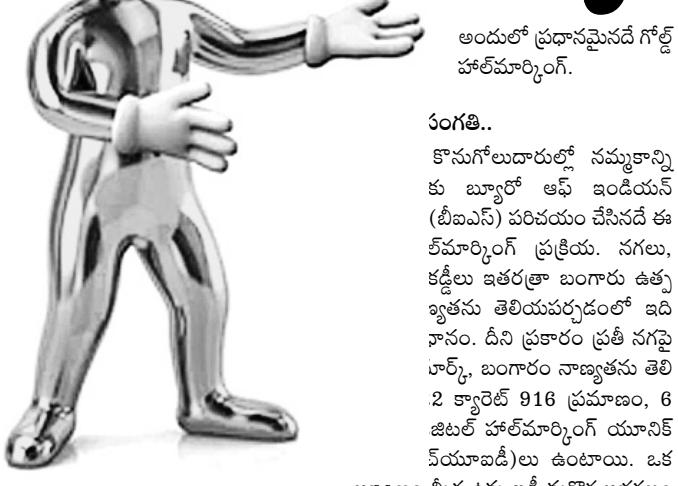 అందులో ప్రధానమైనదే గోల్డ్
హాల్‌మార్కింగ్.
సంగతి..
కొనుగోలుదారుల్లో నమ్మకాన్ని
కు బ్యూరో ఆఫ్ ఇండియన్
(బీఐఎస్) పరిచయం చేసినదే ఈ
ల్‌మార్కింగ్ ప్రక్రియ. నగలు,
కడ్డీలు ఇతరత్రా బంగారు ఉత్ప
ణ్యతను తెలియపర్చడంలో ఇది
ధానం. దీని ప్రకారం ప్రతీ నగపై
మార్క్, బంగారం నాణ్యతను తెలి
2 క్యారెట్ 916 ప్రమాణం, 6
జిటల్ హాల్‌మార్కింగ్ యూనిక్
చ్‌యూఐడీ)లు ఉంటాయి. ఒక